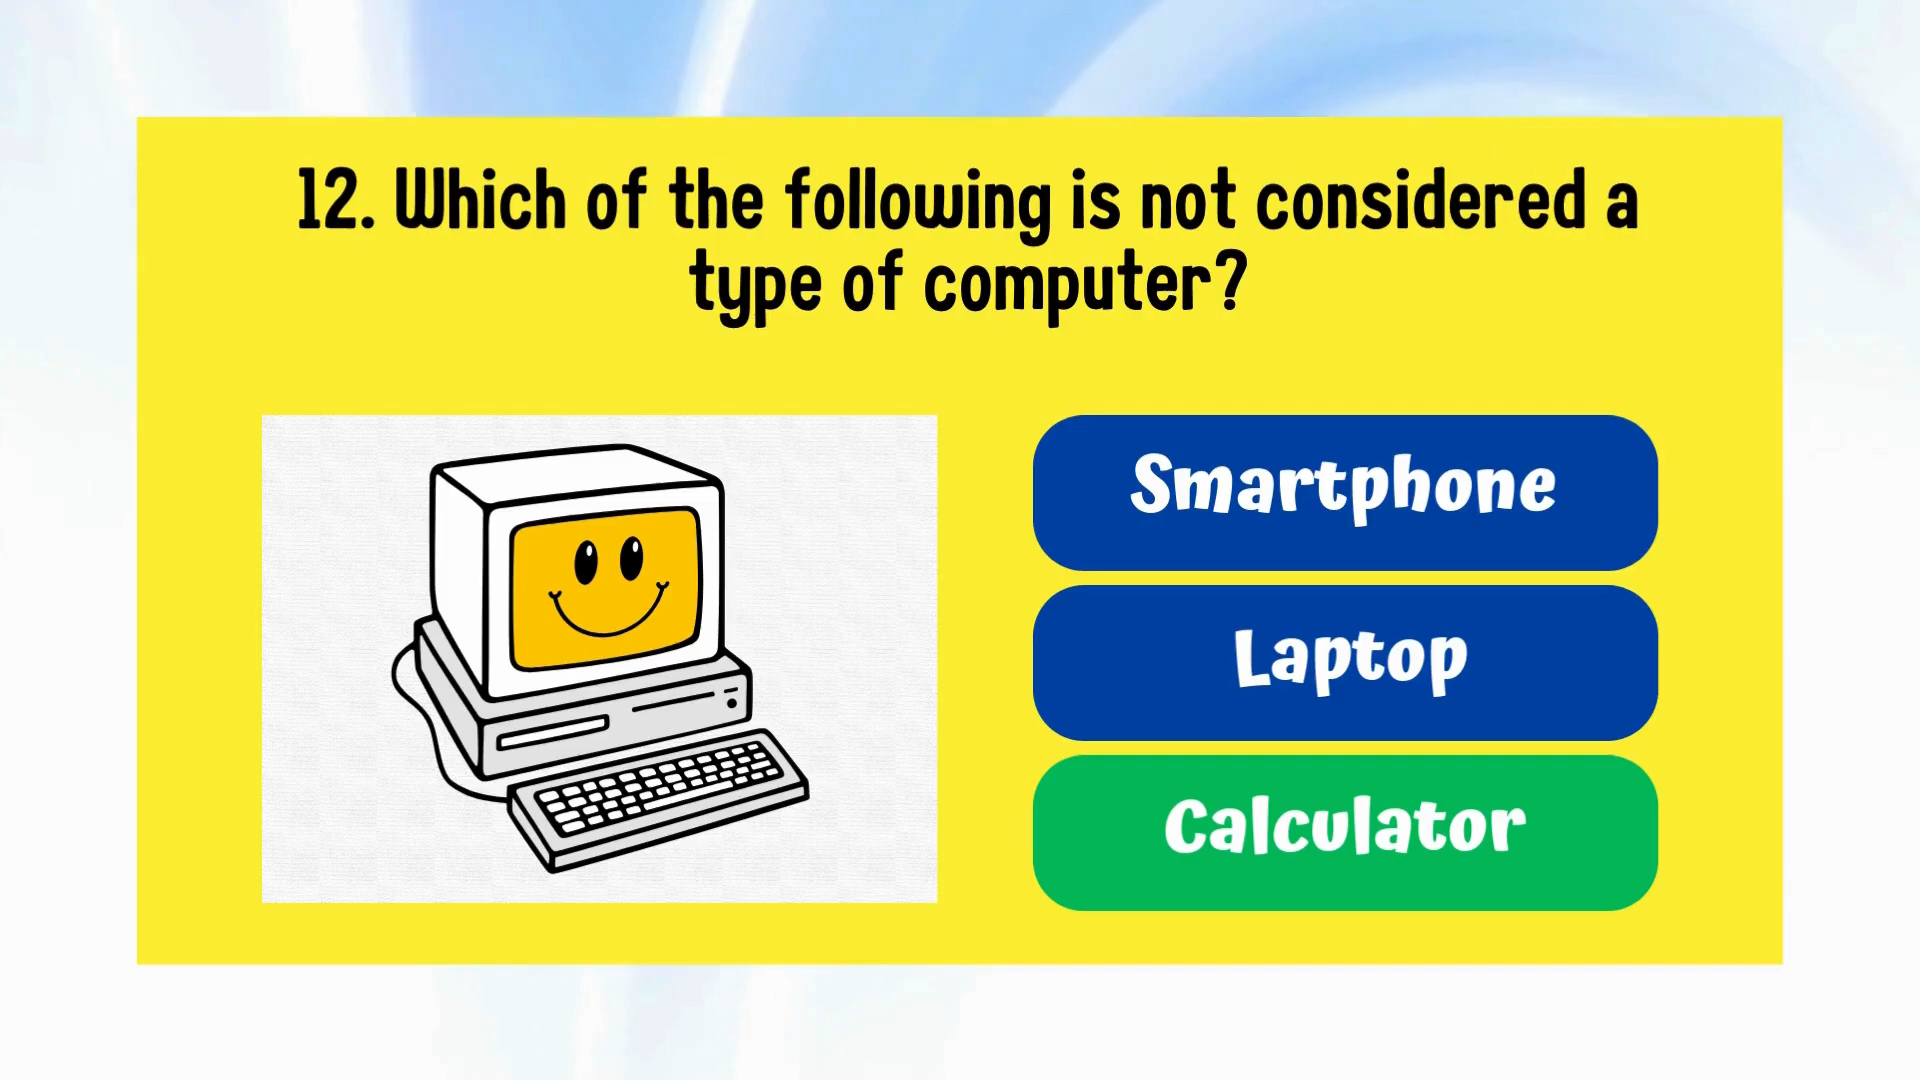 12. Which of the following is not considered a
type of computer?
Smartphone
Laptop
Calculator